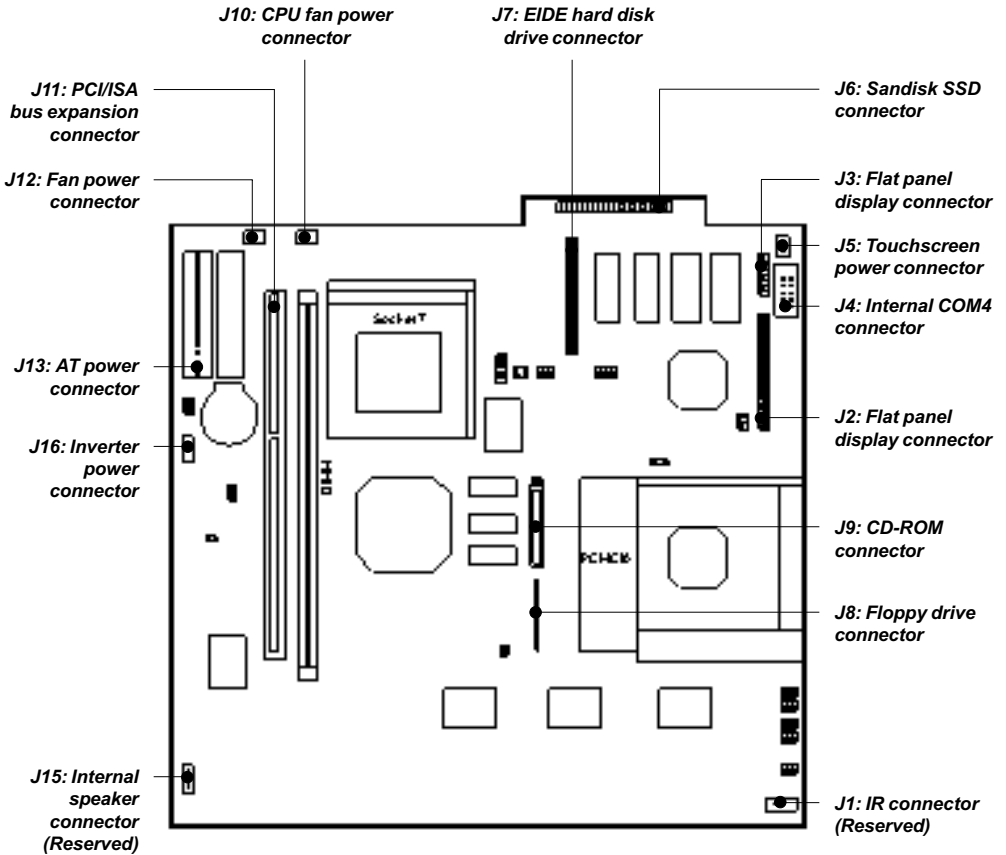 J10: CPU fan power
connector
J7: EIDE hard disk
drive connector
J11: PCI/ISA
bus expansion
connector
J6: Sandisk SSD
connector
J12: Fan power
connector
J3: Flat panel
display connector
J5: Touchscreen
power connector
J4: Internal COM4
connector
Socket 7
J13: AT power
connector
J16: Inverter
power
connector
J2: Flat panel
display connector
J9: CD-ROM
connector
PCMCIA
J8: Floppy drive
connector
J15: Internal
speaker
connector
(Reserved)
J1: IR connector
(Reserved)